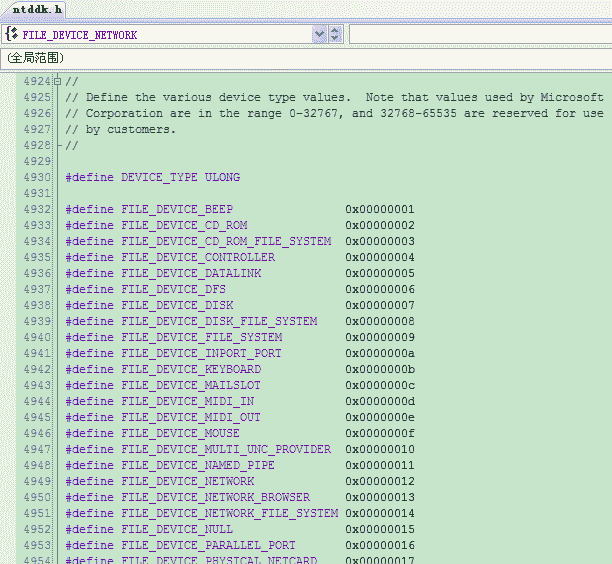 ntddk.h
FILE_DEVICE_NETWORK
(全局范围)
4924 //
4925 // Define the various device type values.  Note that values used by Microsoft
4926 // Corporation are in the range 0-32767, and 32768-65535 are reserved for use
4927 // by customers.
4928 //
4929
4930 #define DEVICE_TYPE ULONG
4931
4932 #define FILE_DEVICE_BEEP                0x00000001
4933 #define FILE_DEVICE_CD_ROM              0x00000002
4934 #define FILE_DEVICE_CD_ROM_FILE_SYSTEM  0x00000003
4935 #define FILE_DEVICE_CONTROLLER          0x00000004
4936 #define FILE_DEVICE_DATALINK            0x00000005
4937 #define FILE_DEVICE_DFS                 0x00000006
4938 #define FILE_DEVICE_DISK                0x00000007
4939 #define FILE_DEVICE_DISK_FILE_SYSTEM    0x00000008
4940 #define FILE_DEVICE_FILE_SYSTEM         0x00000009
4941 #define FILE_DEVICE_INPORT_PORT         0x0000000a
4942 #define FILE_DEVICE_KEYBOARD            0x0000000b
4943 #define FILE_DEVICE_MAILSLOT            0x0000000c
4944 #define FILE_DEVICE_MIDI_IN             0x0000000d
4945 #define FILE_DEVICE_MIDI_OUT            0x0000000e
4946 #define FILE_DEVICE_MOUSE               0x0000000f
4947 #define FILE_DEVICE_MULTI_UNC_PROVIDER  0x00000010
4948 #define FILE_DEVICE_NAMED_PIPE          0x00000011
4949 #define FILE_DEVICE_NETWORK             0x00000012
4950 #define FILE_DEVICE_NETWORK_BROWSER     0x00000013
4951 #define FILE_DEVICE_NETWORK_FILE_SYSTEM 0x00000014
4952 #define FILE_DEVICE_NULL                0x00000015
4953 #define FILE_DEVICE_PARALLEL_PORT       0x00000016
4954 #define FILE_DEVICE_PHYSICAL_NETCARD    0x00000017